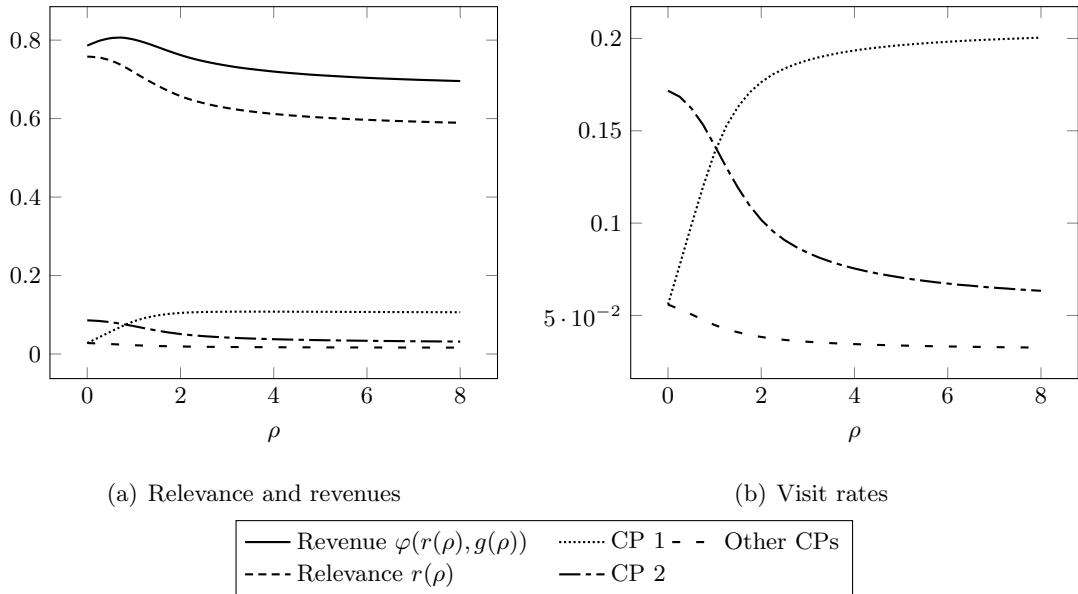 0.8
0.6
0.4
0.2
0
0 2 4 6 8
ρ
(a) Relevance and revenues
0.2
0.15
0.1
5 · 10⁻²
0 2 4 6 8
ρ
(b) Visit rates
Revenue φ(r(ρ), g(ρ)) CP 1 Other CPs
Relevance r(ρ) CP 2